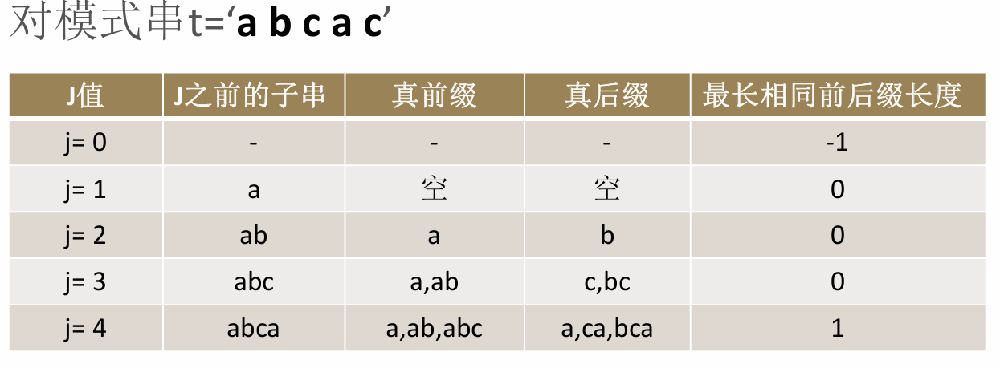 对模式串t=‘a b c a c’
J值 J之前的子串 真前缀 真后缀 最长相同前后缀长度
j= 0 - - - -1
j= 1 a 空 空 0
j= 2 ab a b 0
j= 3 abc a,ab c,bc 0
j= 4 abca a,ab,abc a,ca,bca 1